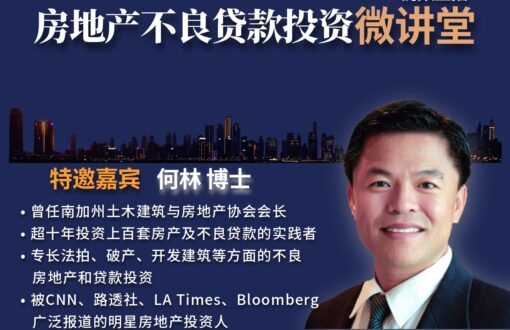 房地产不良贷款投资微讲堂
特邀嘉宾 何林 博士
• 曾任南加州土木建筑与房地产协会会长
• 超十年投资上百套房产及不良贷款的实践者
• 专长法拍、破产、开发建筑等方面的不良
房地产和贷款投资
• 被CNN、路透社、LA Times、Bloomberg
广泛报道的明星房地产投资人